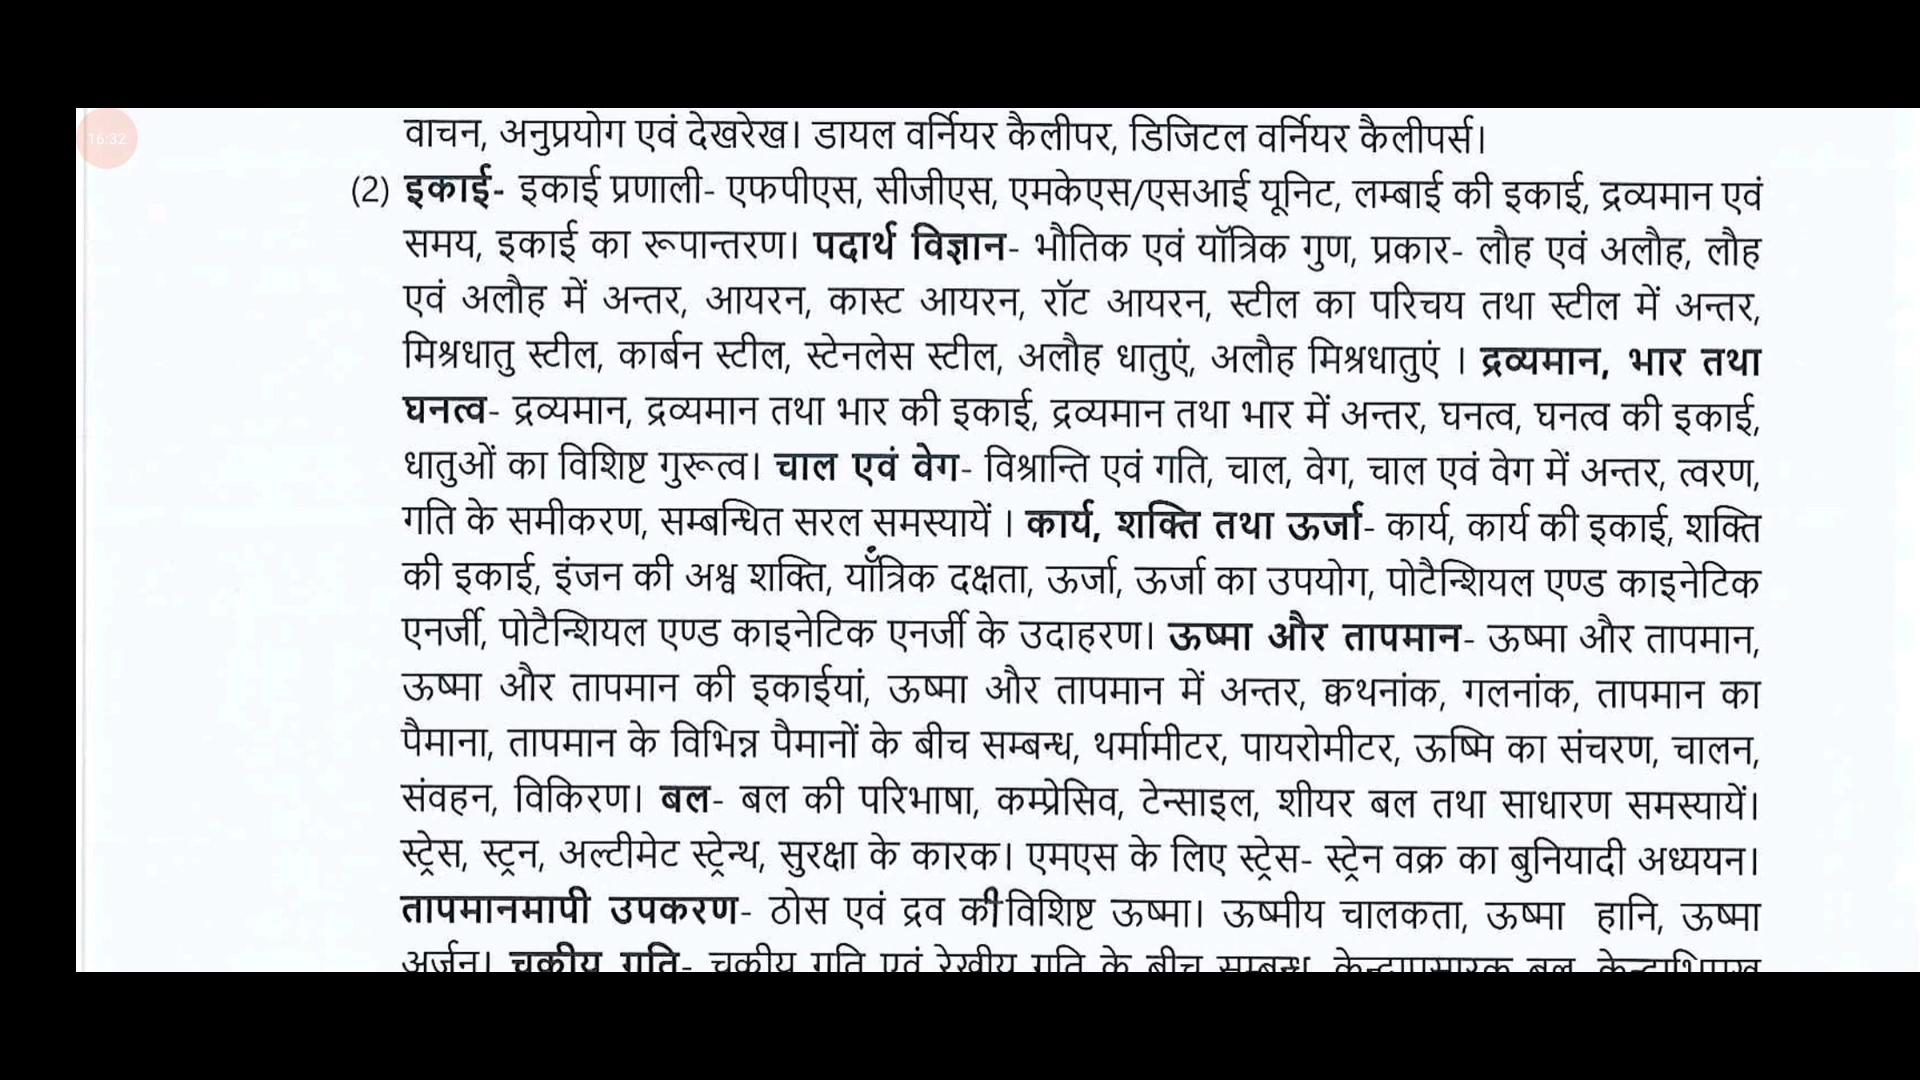 16:32
वाचन, अनुप्रयोग एवं देखरेख। डायल वर्नियर कैलीपर, डिजिटल वर्नियर कैलीपर्स।
(2) इकाई- इकाई प्रणाली- एफपीएस, सीजीएस, एमकेएस/एसआई यूनिट, लम्बाई की इकाई, द्रव्यमान एवं
समय, इकाई का रूपान्तरण। पदार्थ विज्ञान- भौतिक एवं यॉत्रिक गुण, प्रकार- लौह एवं अलौह, लौह
एवं अलौह में अन्तर, आयरन, कास्ट आयरन, रॉट आयरन, स्टील का परिचय तथा स्टील में अन्तर,
मिश्रधातु स्टील, कार्बन स्टील, स्टेनलेस स्टील, अलौह धातुएं, अलौह मिश्रधातुएं । द्रव्यमान, भार तथा
घनत्व- द्रव्यमान, द्रव्यमान तथा भार की इकाई, द्रव्यमान तथा भार में अन्तर, घनत्व, घनत्व की इकाई,
धातुओं का विशिष्ट गुरूत्व। चाल एवं वेग- विश्रान्ति एवं गति, चाल, वेग, चाल एवं वेग में अन्तर, त्वरण,
गति के समीकरण, सम्बन्धित सरल समस्यायें । कार्य, शक्ति तथा ऊर्जा- कार्य, कार्य की इकाई, शक्ति
की इकाई, इंजन की अश्व शक्ति, यॉंत्रिक दक्षता, ऊर्जा, ऊर्जा का उपयोग, पोटैन्शियल एण्ड काइनेटिक
एनर्जी, पोटैन्शियल एण्ड काइनेटिक एनर्जी के उदाहरण। ऊष्मा और तापमान- ऊष्मा और तापमान,
ऊष्मा और तापमान की इकाईयां, ऊष्मा और तापमान में अन्तर, क्वथनांक, गलनांक, तापमान का
पैमाना, तापमान के विभिन्न पैमानों के बीच सम्बन्ध, थर्मामीटर, पायरोमीटर, ऊष्मि का संचरण, चालन,
संवहन, विकिरण। बल- बल की परिभाषा, कम्प्रेसिव, टेन्साइल, शीयर बल तथा साधारण समस्यायें।
स्ट्रेस, स्ट्रन, अल्टीमेट स्ट्रेन्थ, सुरक्षा के कारक। एमएस के लिए स्ट्रेस- स्ट्रेन वक्र का बुनियादी अध्ययन।
तापमानमापी उपकरण- ठोस एवं द्रव की विशिष्ट ऊष्मा। ऊष्मीय चालकता, ऊष्मा हानि, ऊष्मा
अर्जन। चक्रीय गति- चक्रीय गति एवं रेखीय गति के बीच सम्बन्ध, केन्द्रापसारक बल, केन्द्राभिमुख